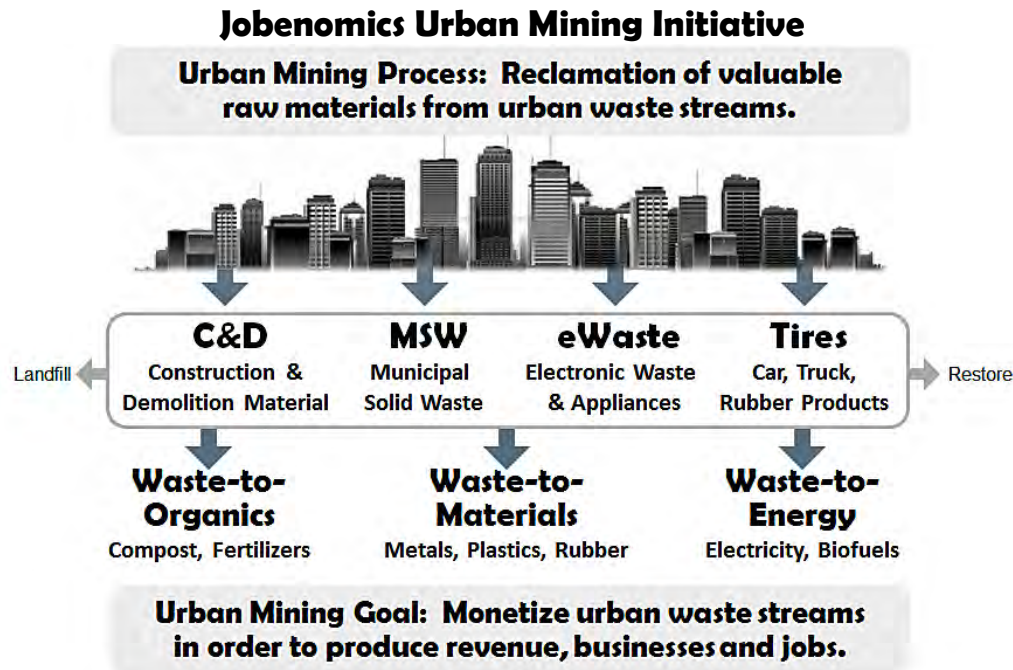 Jobenomics Urban Mining Initiative
Urban Mining Process: Reclamation of valuable
raw materials from urban waste streams.
C&D
Construction &
Demolition Material
MSW
Municipal
Solid Waste
eWaste
Electronic Waste
& Appliances
Tires
Car, Truck,
Rubber Products
Landfill
Restore
Waste-to-
Organics
Compost, Fertilizers
Waste-to-
Materials
Metals, Plastics, Rubber
Waste-to-
Energy
Electricity, Biofuels
Urban Mining Goal: Monetize urban waste streams
in order to produce revenue, businesses and jobs.